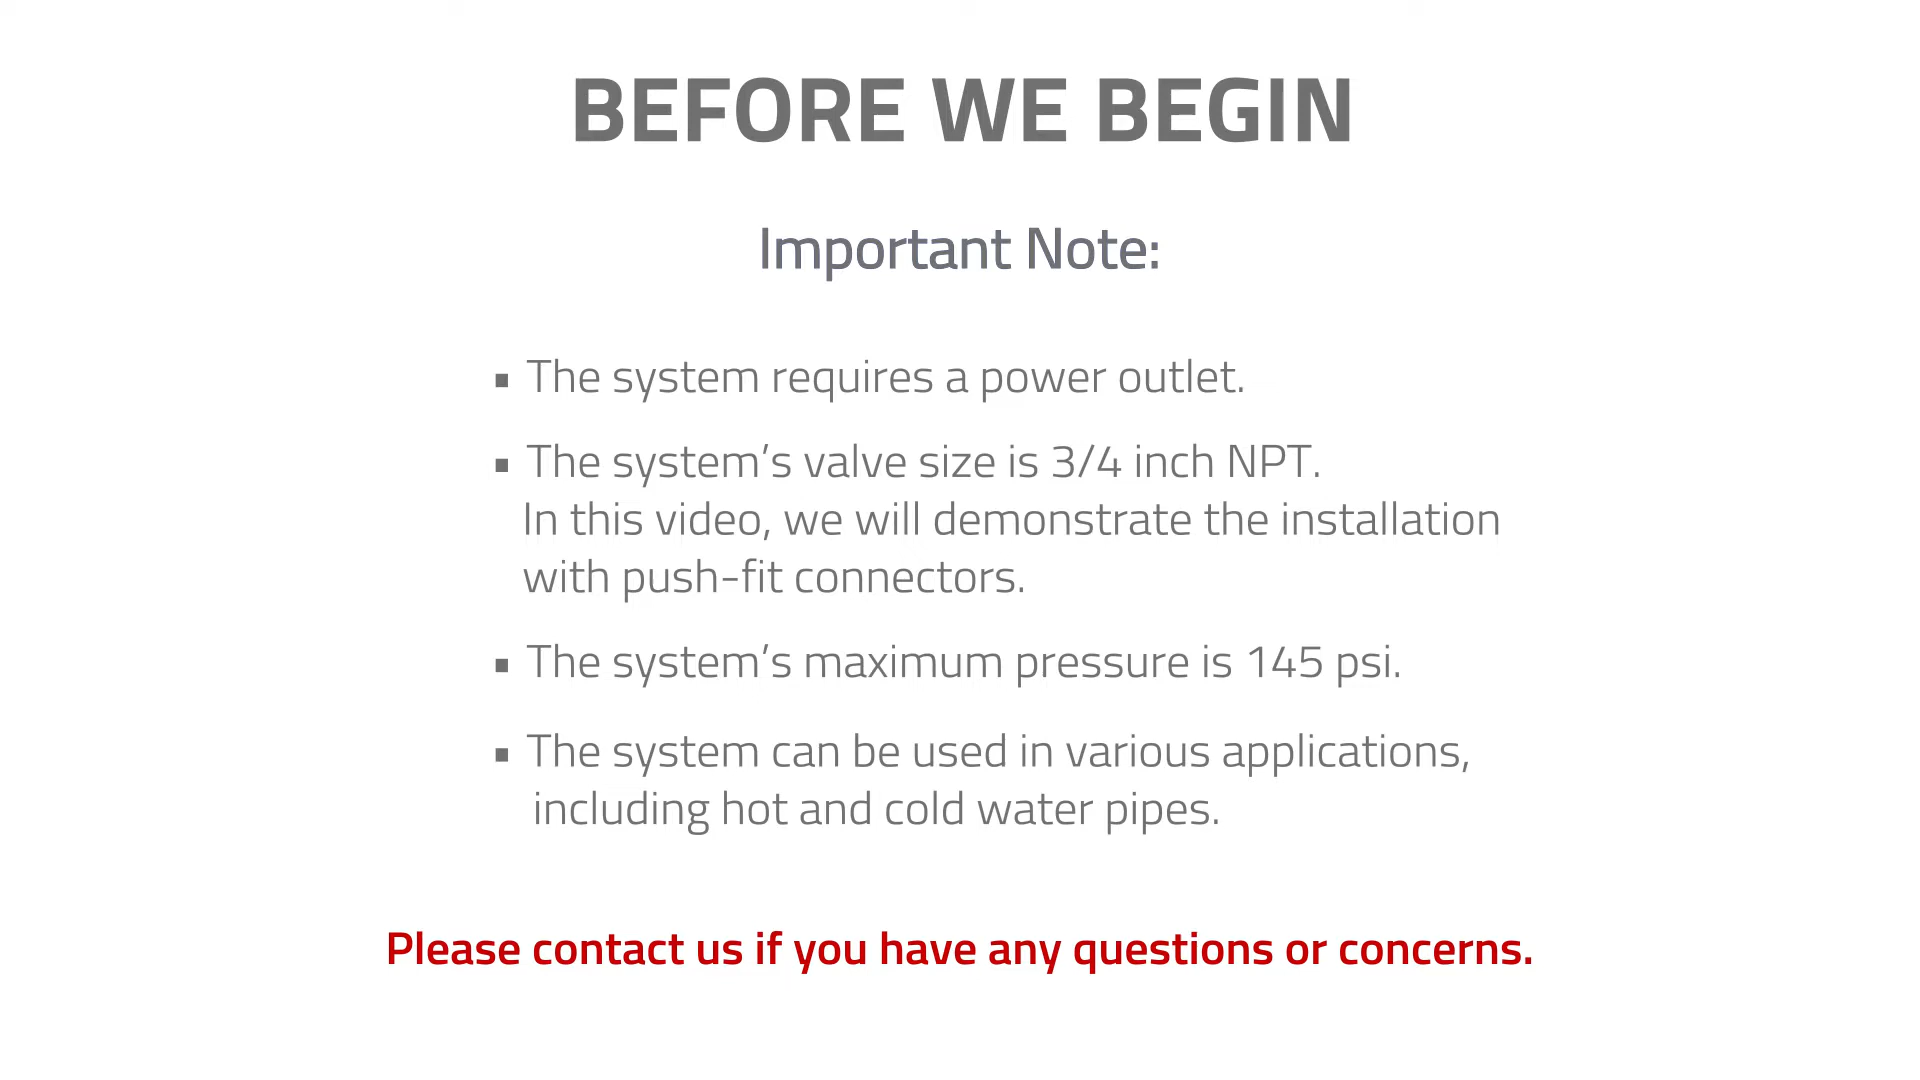 BEFORE WE BEGIN
Important Note:
▪ The system requires a power outlet.
▪ The system’s valve size is 3/4 inch NPT.
In this video, we will demonstrate the installation
with push-fit connectors.
▪ The system’s maximum pressure is 145 psi.
▪ The system can be used in various applications,
including hot and cold water pipes.
Please contact us if you have any questions or concerns.